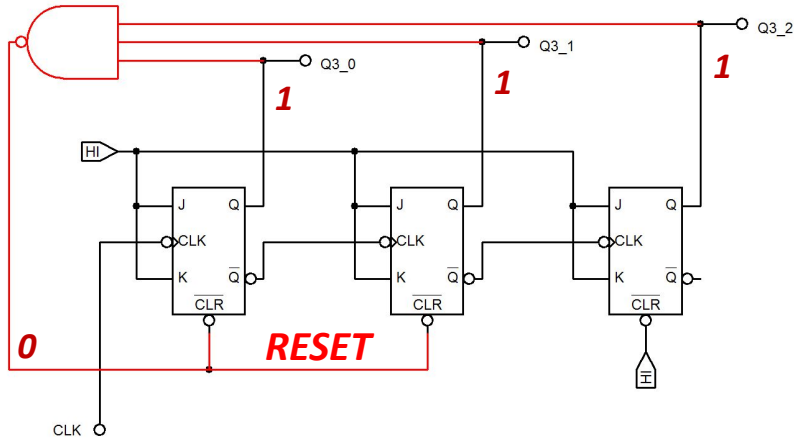 Q3_2
Q3_1
Q3_0
1
1
1
HI
J Q
J Q
J Q
CLK
CLK
CLK
K Q
K Q
K Q
CLR
CLR
CLR
0
RESET
HI
CLK